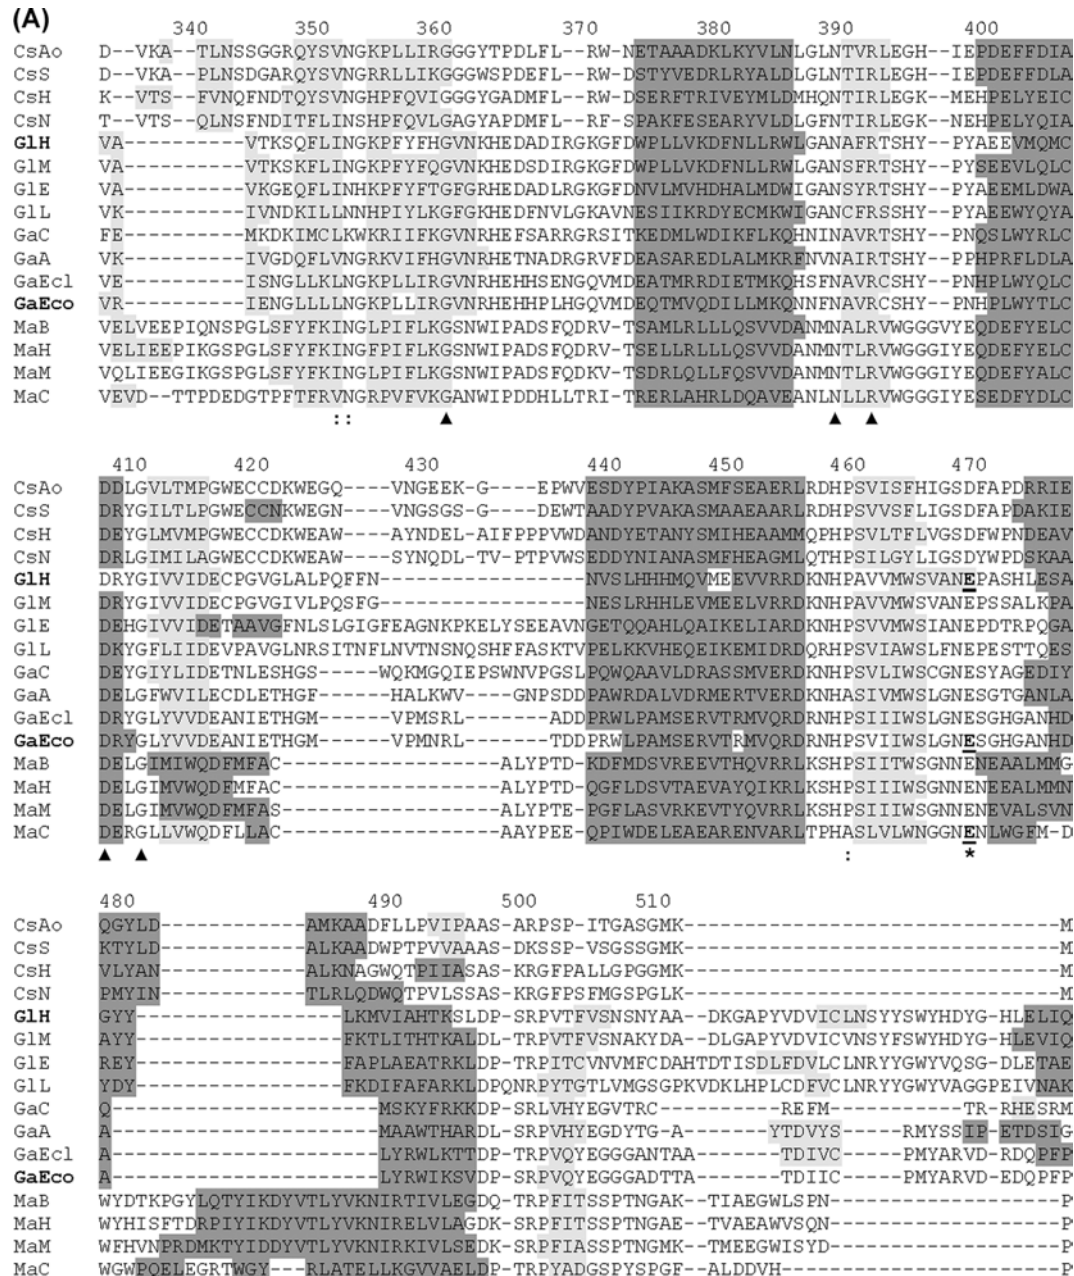 (A)
340 352 361 370 380 390 400
CsAo D--VKA-TLNSSGGRQYSVNGKPLLIRGGGYTPDLFL--RW-NETAAADKLKYVLNLGLNTVRLEGH--IEPDEFFDIA
CsS D--VKA-PLNSDGARQYSVNGRRLLIKGGGWSPDLFL--RW-DSTYVEDRLRYALDLGLNTIRLEGH--IEPDEFFDLA
CsH K--VTS-FVNQFNDTQYSVNGHPFQVIGGGYGADMFL--RW-DSERFTRIVEYMLDMHQNTIRLEGK--MEHPELYEIC
CsN T--VTS-QLNSFNDITFLINSHPFQVLGAGYAPDMFL--RF-SPAKFESEARYVLDLGFNTIRLEGK--NEHPELYQIA
GlH VA----------VTKSQFLINGKPFYFHGVNKHEDADIRGKGFDWPLLVKDFNLLRWLGANAFRTSHY--PYAEEVMQMC
GlM VA----------VTKSKFLINGKPFYFQGVNKHEDSDIRGKGFDWPLLVKDFNLLRWLGANSFRTSHY--PYSEEVLQLC
GlE VA----------VKGEQFLINHKPFYFTGFGRHEDADLRGKGFDNVLMVHDHALMDWIGANSYRTSHY--PYAEEMLDWA
GlL VK----------IVNDKILLNNHPIYLKGFGKHEDFNVLGKAVNESIIKRDYECMKWIGANCFRSSHY--PYAEEWYQYA
GaC FE----------MKDKIMCLKWKRIIFKGVNRHEFSARRGRSITKEDMLWDIKFLKQHNINAVRTSHY--PNQSLWYRLC
GaA VK----------IVGDQFLVNGRKVIFHGVNRHETNADRGRVFDEASAREDLALMKRFNVNAIRTSHY--PPHPRFLDLA
GaEcl VE----------ISNGLLKLNGKPLLIRGVNRHEHHSENGQVMDEATMRRDIETMKQHSFNAVRTSHY--PNHPLWYQLC
GaEco VR----------IENGLLLLNGKPLLIRGVNRHEHHPLHGQVMDEQTMVQDILLMKQNNFNAVRCSHY--PNHPLWYTLC
MaB VELVEEPIQNSPGLSFYFKINGLPIFLKGSNWIPADSFQDRV-TSAMLRLLLQSVVDANMNALRVWGGGVYEQDEFYELC
MaH VELIEEPIKGSPGLSFYFKINGFPIFLKGSNWIPADSFQDRV-TSELLRLLLQSVVDANMNTLRVWGGGIYEQDEFYELC
MaM VQLIEEGIKGSPGLSFYFKINGLPIFLKGSNWIPADSFQDKV-SDRLQLLFQSVVDANMNTLRVWGGGIYEQDEFYALC
MaC VEVD--TTPDEDGTPFTFRVNGRPVFVKGANWIPDDHLLTRI-TRERLAHRLDQAVEANLNLLRVWGGGIYESEDFYDLC
:: ▲ ▲ ▲
410 420 430 440 450 460 470
CsAo DDLGVLTMPGWECCDKWEGQ----VNGEEK-G----EPWVESDYPIAKASMFSEAERLRDHPSVISFHIGSDFAPDRRIE
CsS DRYGILTLPGWECCNKWEGN----VNGSGS-G----DEWTAADYPVAKASMYAEAARLRDHPSVVSFLIGSDFAPDAKIE
CsH DEYGLMVMPGWECCDKWEAW----AYNDEL-AIFPPPVWDANDYETANYSMIHEAAMMQPHPSVLTFLVGSDFWPNDEAV
CsN DRLGIMILAGWECCDKWEAW----SYNQDL-TV-PTPVWSEDDYNIANASMFHEAGMLQTHPSILGYLIGSDYWPDSKAA
GlH DRYGIVVIDECPGVGLALPQFFN-----------------NVSLHHHMQVMEEVVRRDKNHPAVVMWSVANEPASHLESA
GlM DRYGIVVIDECPGVGIVLPQSFG-----------------NESLRHHLEVMEELVRRDKNHPAVVMWSVANEPSSALKPA
GlE DEHGIVVIDETAAVGFNLSLGIGFEAGNKPKELYSEEAVNGETQQAHLQAIKELIARDKNHPSVVMWSIANEPDTRPQGA
GlL DKYGFLIIDEVPAVGLNRSITNFLNVTNSNQSHFFASKTVPELKKVHEQEIKEMIDRDQRHPSVIAWSLFNEPESTTQES
GaC DEYGIYLIDETNLESHGS------WQKMGQIEPSWNVPGSLPQWQAAVLDRASSMVERDKNHPSVLIWSCGNESYAGEDIY
GaA DELGFWVILECDLETHGF------HALKWV----GNPSDDPAWRDALVDRMERTVERDKNHASIVMWSLGNESGTGANLA
GaEcl DRYGLYVVDEANIETHGM------VPMSRL-------ADDPRWLPAMSERVTRMVQRDRNHPSIIIWSLGNESGHGANHD
GaEco DRYGLYVVDEANIETHGM------VPMNRL-------TDDPRWLPAMSERVTRMVQRDRNHPSVIIWSLGNESGHGANHD
MaB DELGIMIWQDFMFAC------------------ALYPTD-KDFMDSVREEVTHQVRRLKSHPSIITWSGNNENEAALMMG
MaH DELGIMVWQDFMFAC------------------ALYPTD-QGFLDSVTAEVAYQIKRLKSHPSIIIWSGNNENEEALMMN
MaM DELGIMVWQDFMFAS------------------ALYPTE-PGFLASVRKEVTYQVRRLKSHPSIIIWSGNNENEVALSVN
MaC DERGLLVWQDFLLAC------------------AAYPEE-QPIWDELEAEARENVARLTPHASLVLWNGGNENLWGFM-D
▲ ▲ : *
480 490 500 510
CsAo QGYLD------------AMKAADFLLPVIPAAS-ARPSP-ITGASGMK-------------------------------M
CsS KTYLD------------ALKAADWPTPVVAAAS-DKSSP-VSGSSGMK-------------------------------M
CsH VLYAN------------ALKNAGWQTPIIASAS-KRGFPALLGPGGMK-------------------------------M
CsN PMYIN------------TLRLQDWQTPVLSSAS-KRGFPSFMGSPGLK-------------------------------M
GlH GYY-----------------LKMVIAHTKSLDP-SRPVTFVSNSNYAA--DKGAPYVDVICLNSYYSWYHDYG-HLELIQ
GlM AYY-----------------FKTLITHTKALDL-TRPVTFVSNAKYDA--DLGAPYVDVICVNSYFSWYHDYG-HLEVIQ
GlE REY-----------------FAPLAEATRKLDP-TRPITCVNVMFCDAHTDTISDLFDVLCLNRYYGWYVQSG-DLETAE
GlL YDY-----------------FKDIFAFARKLDPQNRPYTGTLVMGSGPKVDKLHPLCDFVCLNRYYGWYVAGGPEIVNAK
GaC Q----------------------MSKYFRKKDP-SRLVHYEGVTRC----------REFM---------TR-RHESRM
GaA A----------------------MAAWTHARDL-SRPVHYEGDYTG-A-------YTDVYS-----RMYSSIP-ETDSIG
GaEcl A----------------------LYRWLKTTDP-TRPVQYEGGGANTAA------TDIVC------PMYARVD-RDQPFP
GaEco A----------------------LYRWIKSVDP-SRPVQYEGGGADTTA------TDIIC------PMYARVD-EDQPFP
MaB WYDTKPGYLQTYIKDYVTLYVKNIRTIVLEGDQ-TRPFITSSPTNGAK--TIAEGWLSPN-------------------P
MaH WYHISFTDRPIYIKDYVTLYVKNIRELVLAGDK-SRPFITSSPTNGAE--TVAEAWVSQN-------------------P
MaM WFHVNPRDMKTYIDDYVTLYVKNIRKIVLSEDK-SRPFIASSPTNGMK--TMEEGWISYD-------------------P
MaC WGWPQELEGRTWGY---RLATELLKGVVAELD-PTRPYADGSPYSPGF--ALDDVH-----------------------P